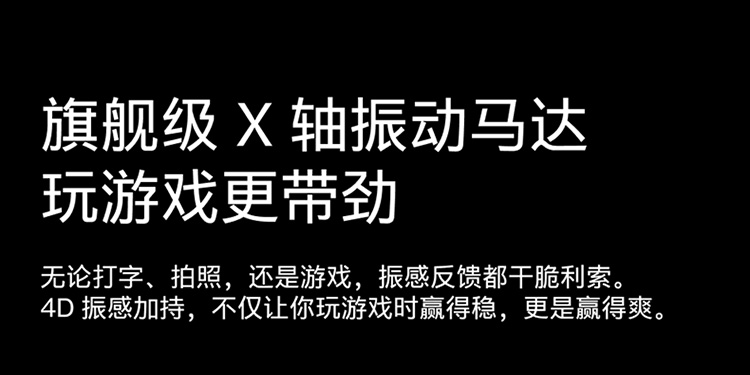 旗舰级 X 轴振动马达
玩游戏更带劲
无论打字、拍照，还是游戏，振感反馈都干脆利索。
4D 振感加持，不仅让你玩游戏时赢得稳，更是赢得爽。